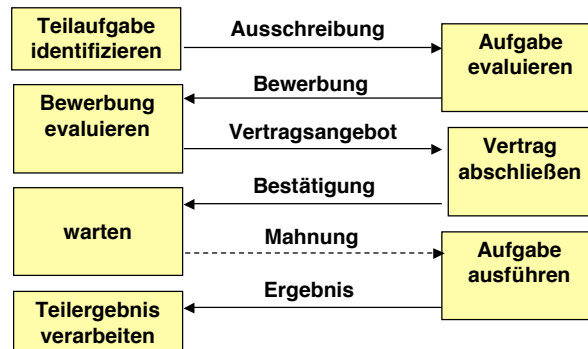 Teilaufgabe
identifizieren
Ausschreibung
Aufgabe
evaluieren
Bewerbung
Bewerbung
evaluieren
Vertragsangebot
Vertrag
abschließen
Bestätigung
warten
Mahnung
Aufgabe
ausführen
Ergebnis
Teilergebnis
verarbeiten